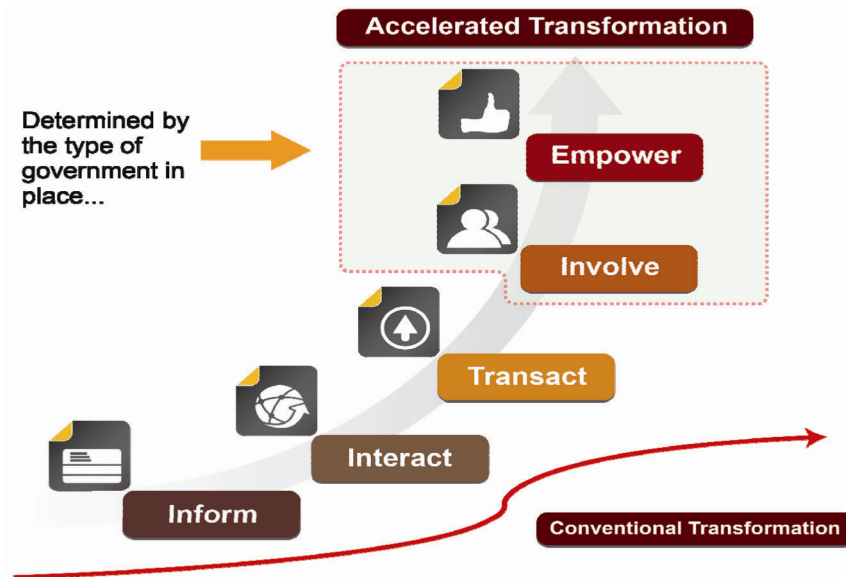 Accelerated Transformation
Determined by
the type of
government in
place...
Empower
Involve
Transact
Interact
Inform
Conventional Transformation